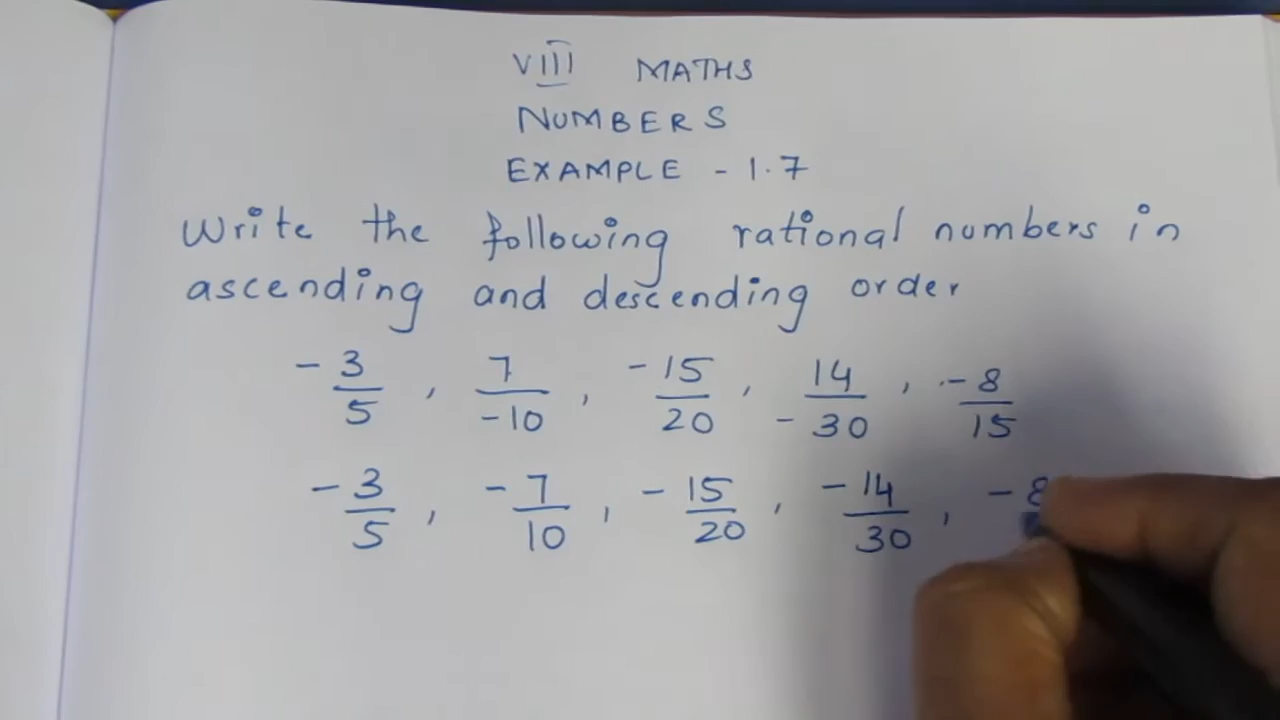 VIII MATHS
NUMBERS
EXAMPLE - 1.7
Write the following rational numbers in
ascending and descending order
-3/5 , 7/-10 , -15/20 , 14/-30 , -8/15
-3/5 , -7/10 , -15/20 , -14/30 , -8